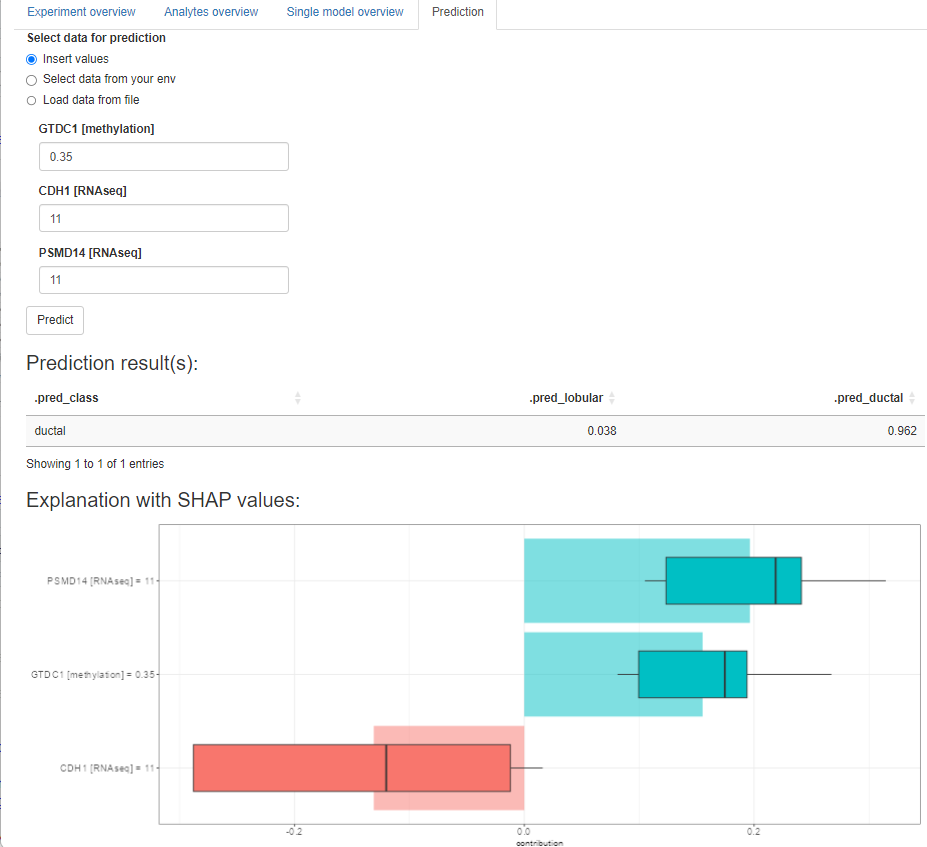 Experiment overview Analytes overview Single model overview Prediction
Select data for prediction
Insert values
Select data from your env
Load data from file
GTDC1 [methylation]
0.35
CDH1 [RNAseq]
11
PSMD14 [RNAseq]
11
Predict
Prediction result(s):
.pred_class .pred_lobular .pred_ductal
ductal 0.038 0.962
Showing 1 to 1 of 1 entries
Explanation with SHAP values:
PSMD14 [RNAseq] = 11
GTDC1 [methylation] = 0.35
CDH1 [RNAseq] = 11
-0.2 0.0 0.2
contribution